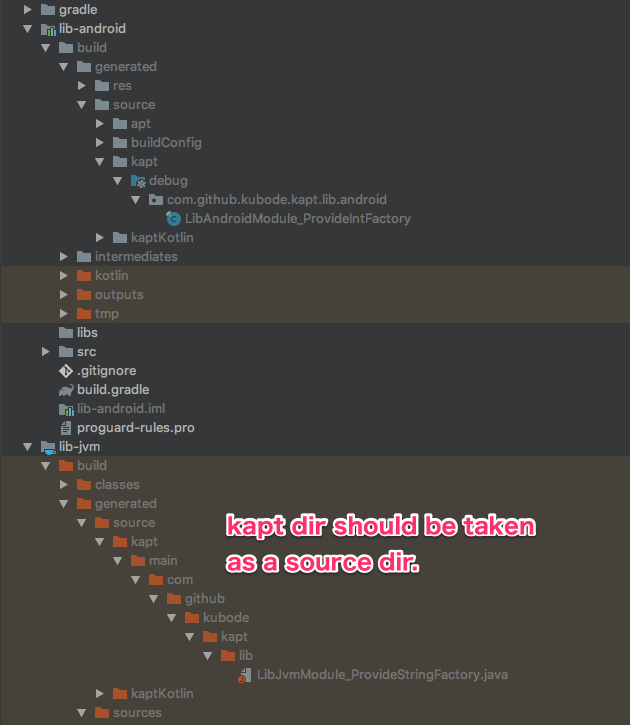 gradle
lib-android
build
generated
res
source
apt
buildConfig
kapt
debug
com.github.kubode.kapt.lib.android
LibAndroidModule_ProvideIntFactory
kaptKotlin
intermediates
kotlin
outputs
tmp
libs
src
.gitignore
build.gradle
lib-android.iml
proguard-rules.pro
lib-jvm
build
classes
generated
source
kapt
main
com
github
kubode
kapt
lib
LibJvmModule_ProvideStringFactory.java
kaptKotlin
sources
kapt dir should be taken
as a source dir.